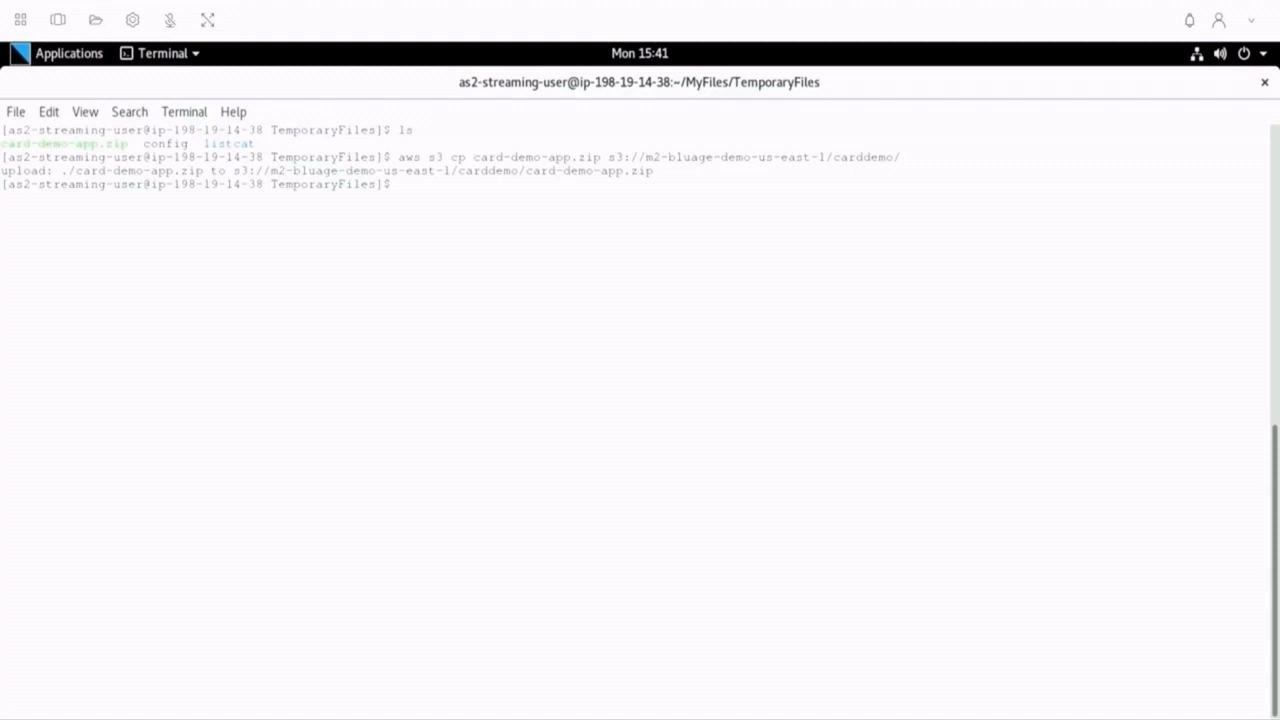 Applications Terminal Mon 15:41
as2-streaming-user@ip-198-19-14-38:~/MyFiles/TemporaryFiles
File Edit View Search Terminal Help
[as2-streaming-user@ip-198-19-14-38 TemporaryFiles]$ ls
card-demo-app.zip config listcat
[as2-streaming-user@ip-198-19-14-38 TemporaryFiles]$ aws s3 cp card-demo-app.zip s3://m2-bluage-demo-us-east-1/carddemo/
upload: ./card-demo-app.zip to s3://m2-bluage-demo-us-east-1/carddemo/card-demo-app.zip
[as2-streaming-user@ip-198-19-14-38 TemporaryFiles]$